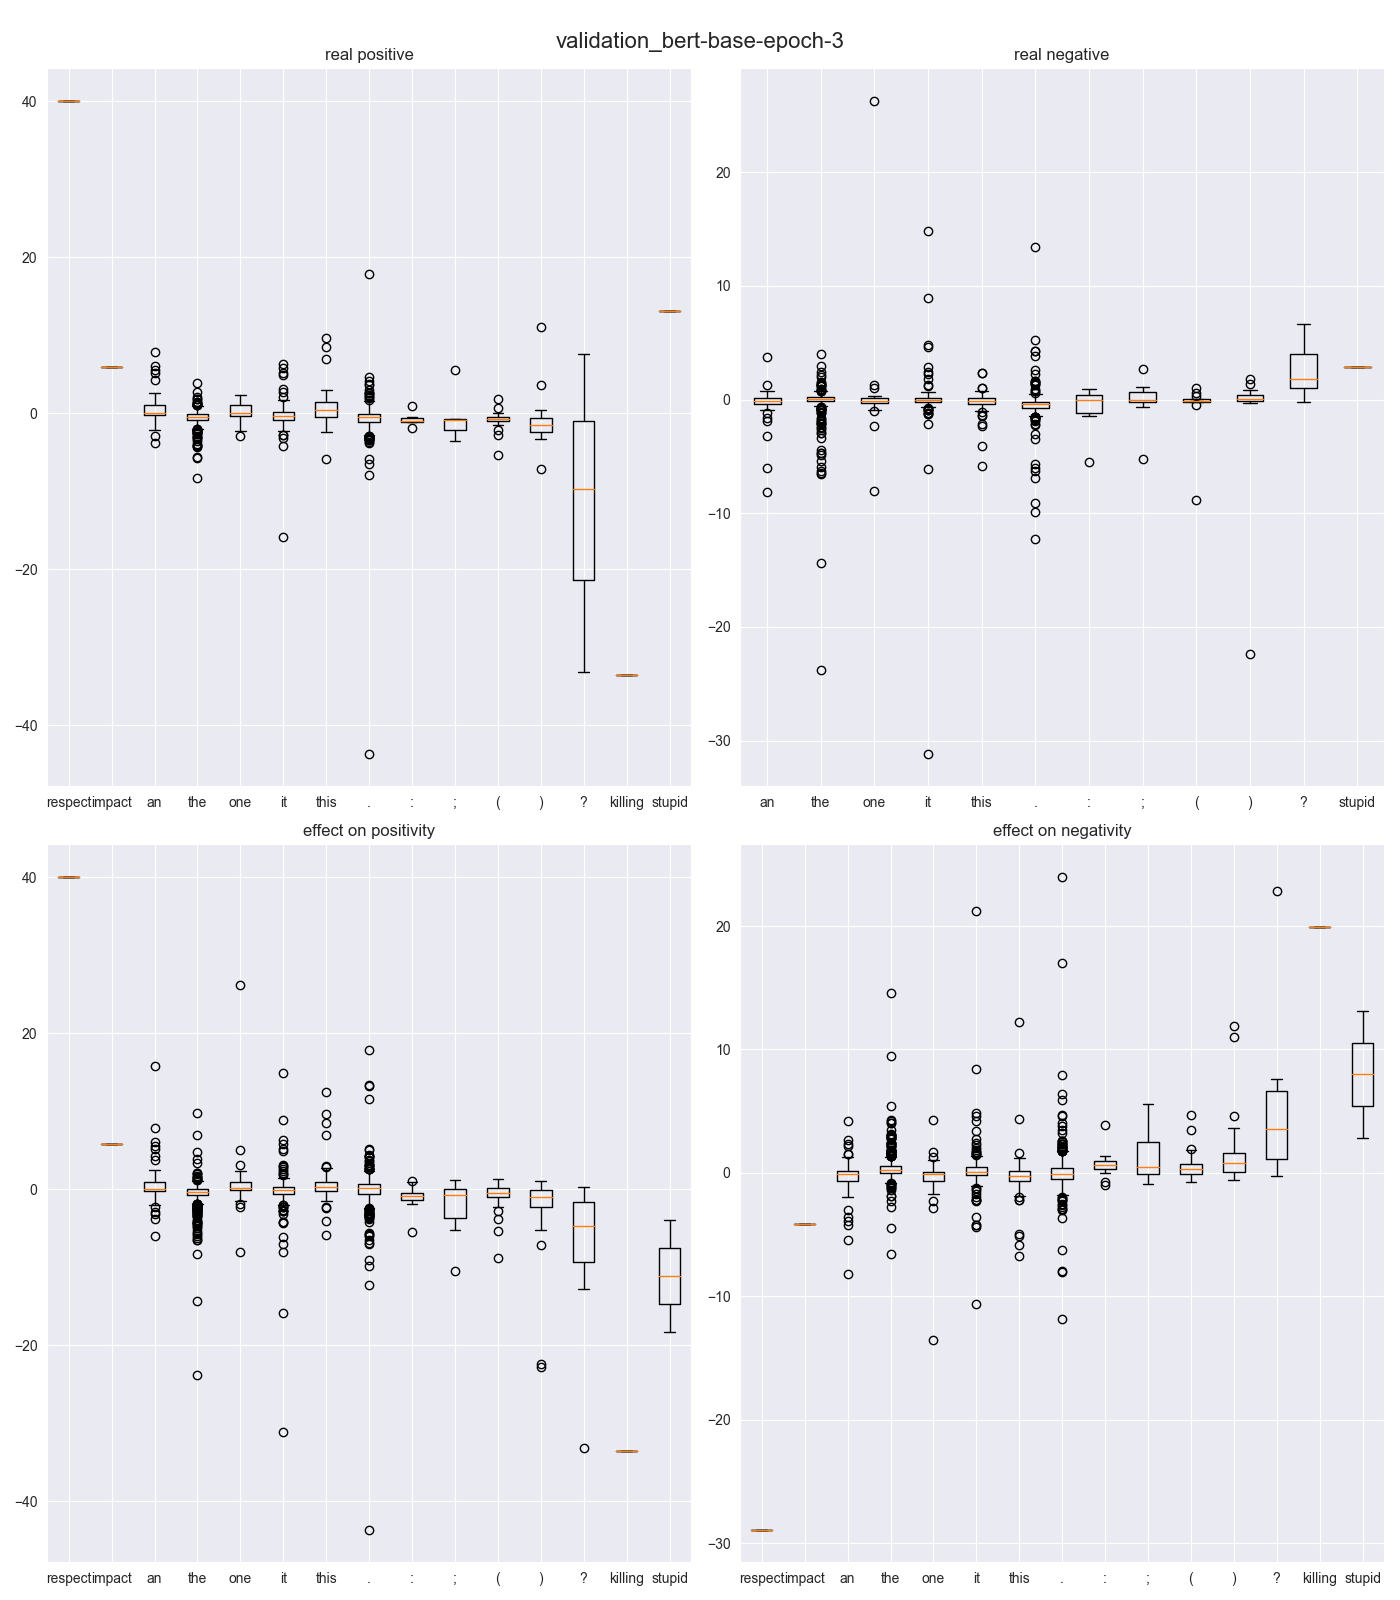 validation_bert-base-epoch-3
real positive
real negative
40
20
0
−20
−40
20
10
0
−10
−20
−30
respect impact an the one it this . : ; ( ) ? killing stupid
an the one it this . : ; ( ) ? stupid
effect on positivity
effect on negativity
40
20
0
−20
−40
20
10
0
−10
−20
−30
respect impact an the one it this . : ; ( ) ? killing stupid
respect impact an the one it this . : ; ( ) ? killing stupid